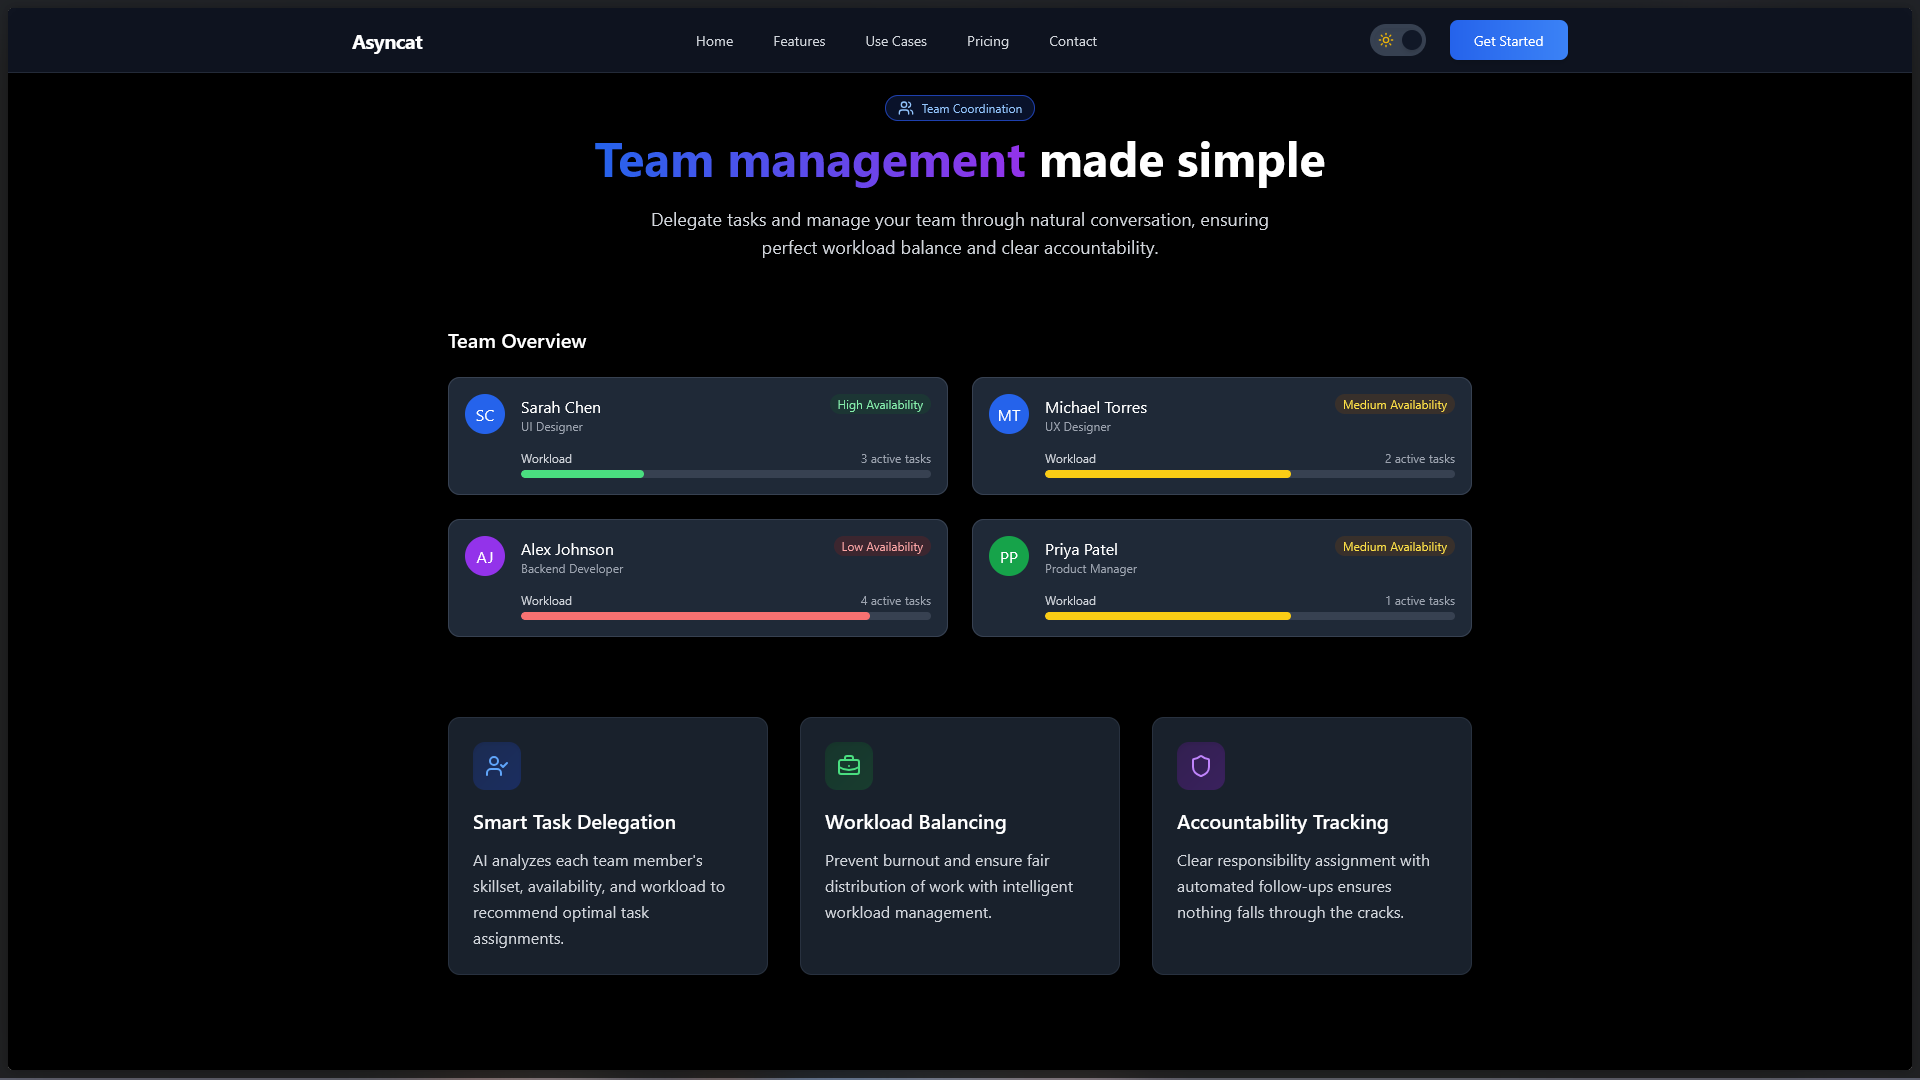 Asyncat
Home
Features
Use Cases
Pricing
Contact
Get Started
Team Coordination
Team management made simple
Delegate tasks and manage your team through natural conversation, ensuring
perfect workload balance and clear accountability.
Team Overview
SC
Sarah Chen
UI Designer
High Availability
Workload
3 active tasks
MT
Michael Torres
UX Designer
Medium Availability
Workload
2 active tasks
AJ
Alex Johnson
Backend Developer
Low Availability
Workload
4 active tasks
PP
Priya Patel
Product Manager
Medium Availability
Workload
1 active tasks
Smart Task Delegation
AI analyzes each team member's
skillset, availability, and workload to
recommend optimal task
assignments.
Workload Balancing
Prevent burnout and ensure fair
distribution of work with intelligent
workload management.
Accountability Tracking
Clear responsibility assignment with
automated follow-ups ensures
nothing falls through the cracks.